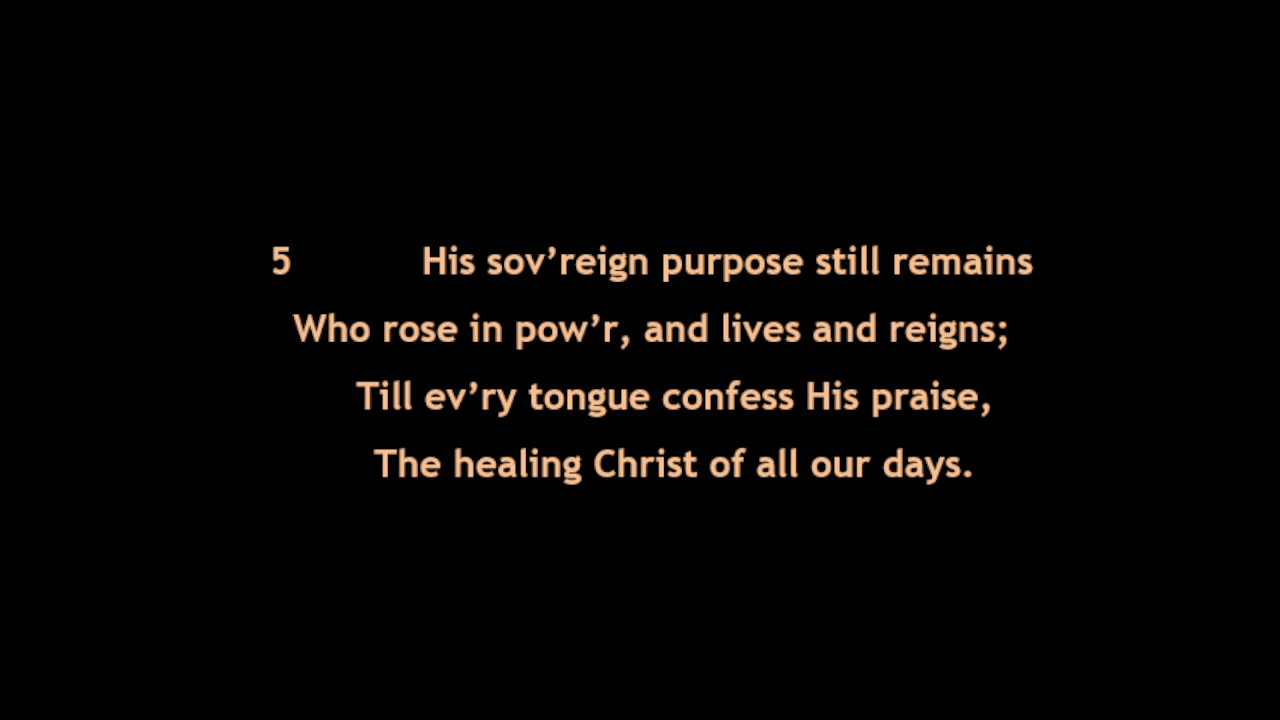 5 His sov’reign purpose still remains
Who rose in pow’r, and lives and reigns;
Till ev’ry tongue confess His praise,
The healing Christ of all our days.